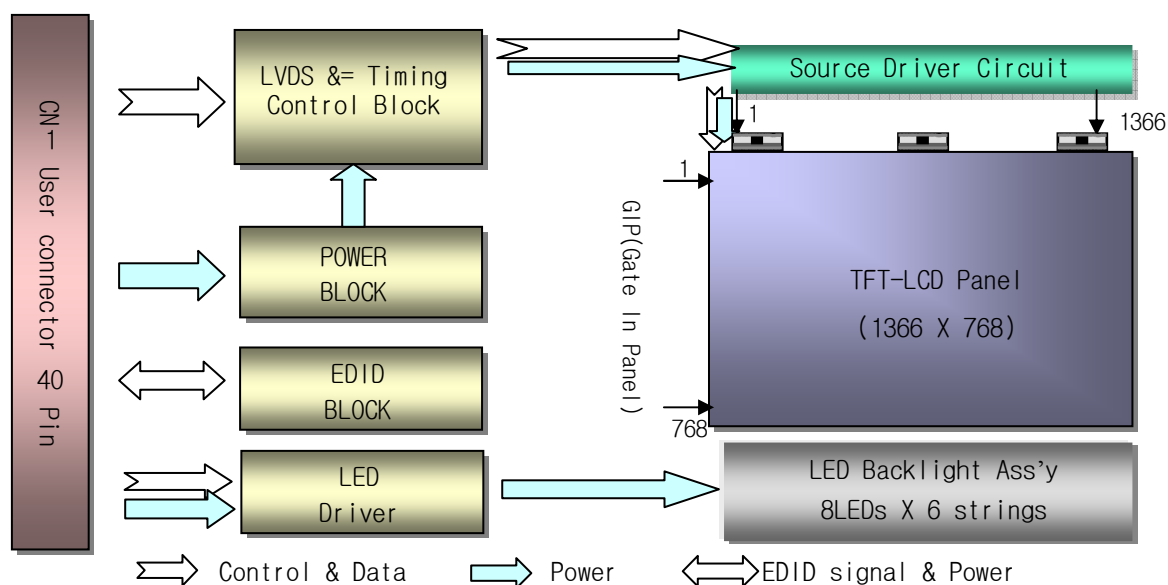 CN-1 User connector 40 Pin
LVDS &= Timing
Control Block
POWER
BLOCK
EDID
BLOCK
LED
Driver
Source Driver Circuit
1
1366
1
GIP(Gate In Panel)
768
TFT-LCD Panel
(1366 X 768)
LED Backlight Ass’y
8LEDs X 6 strings
Control & Data
Power
EDID signal & Power